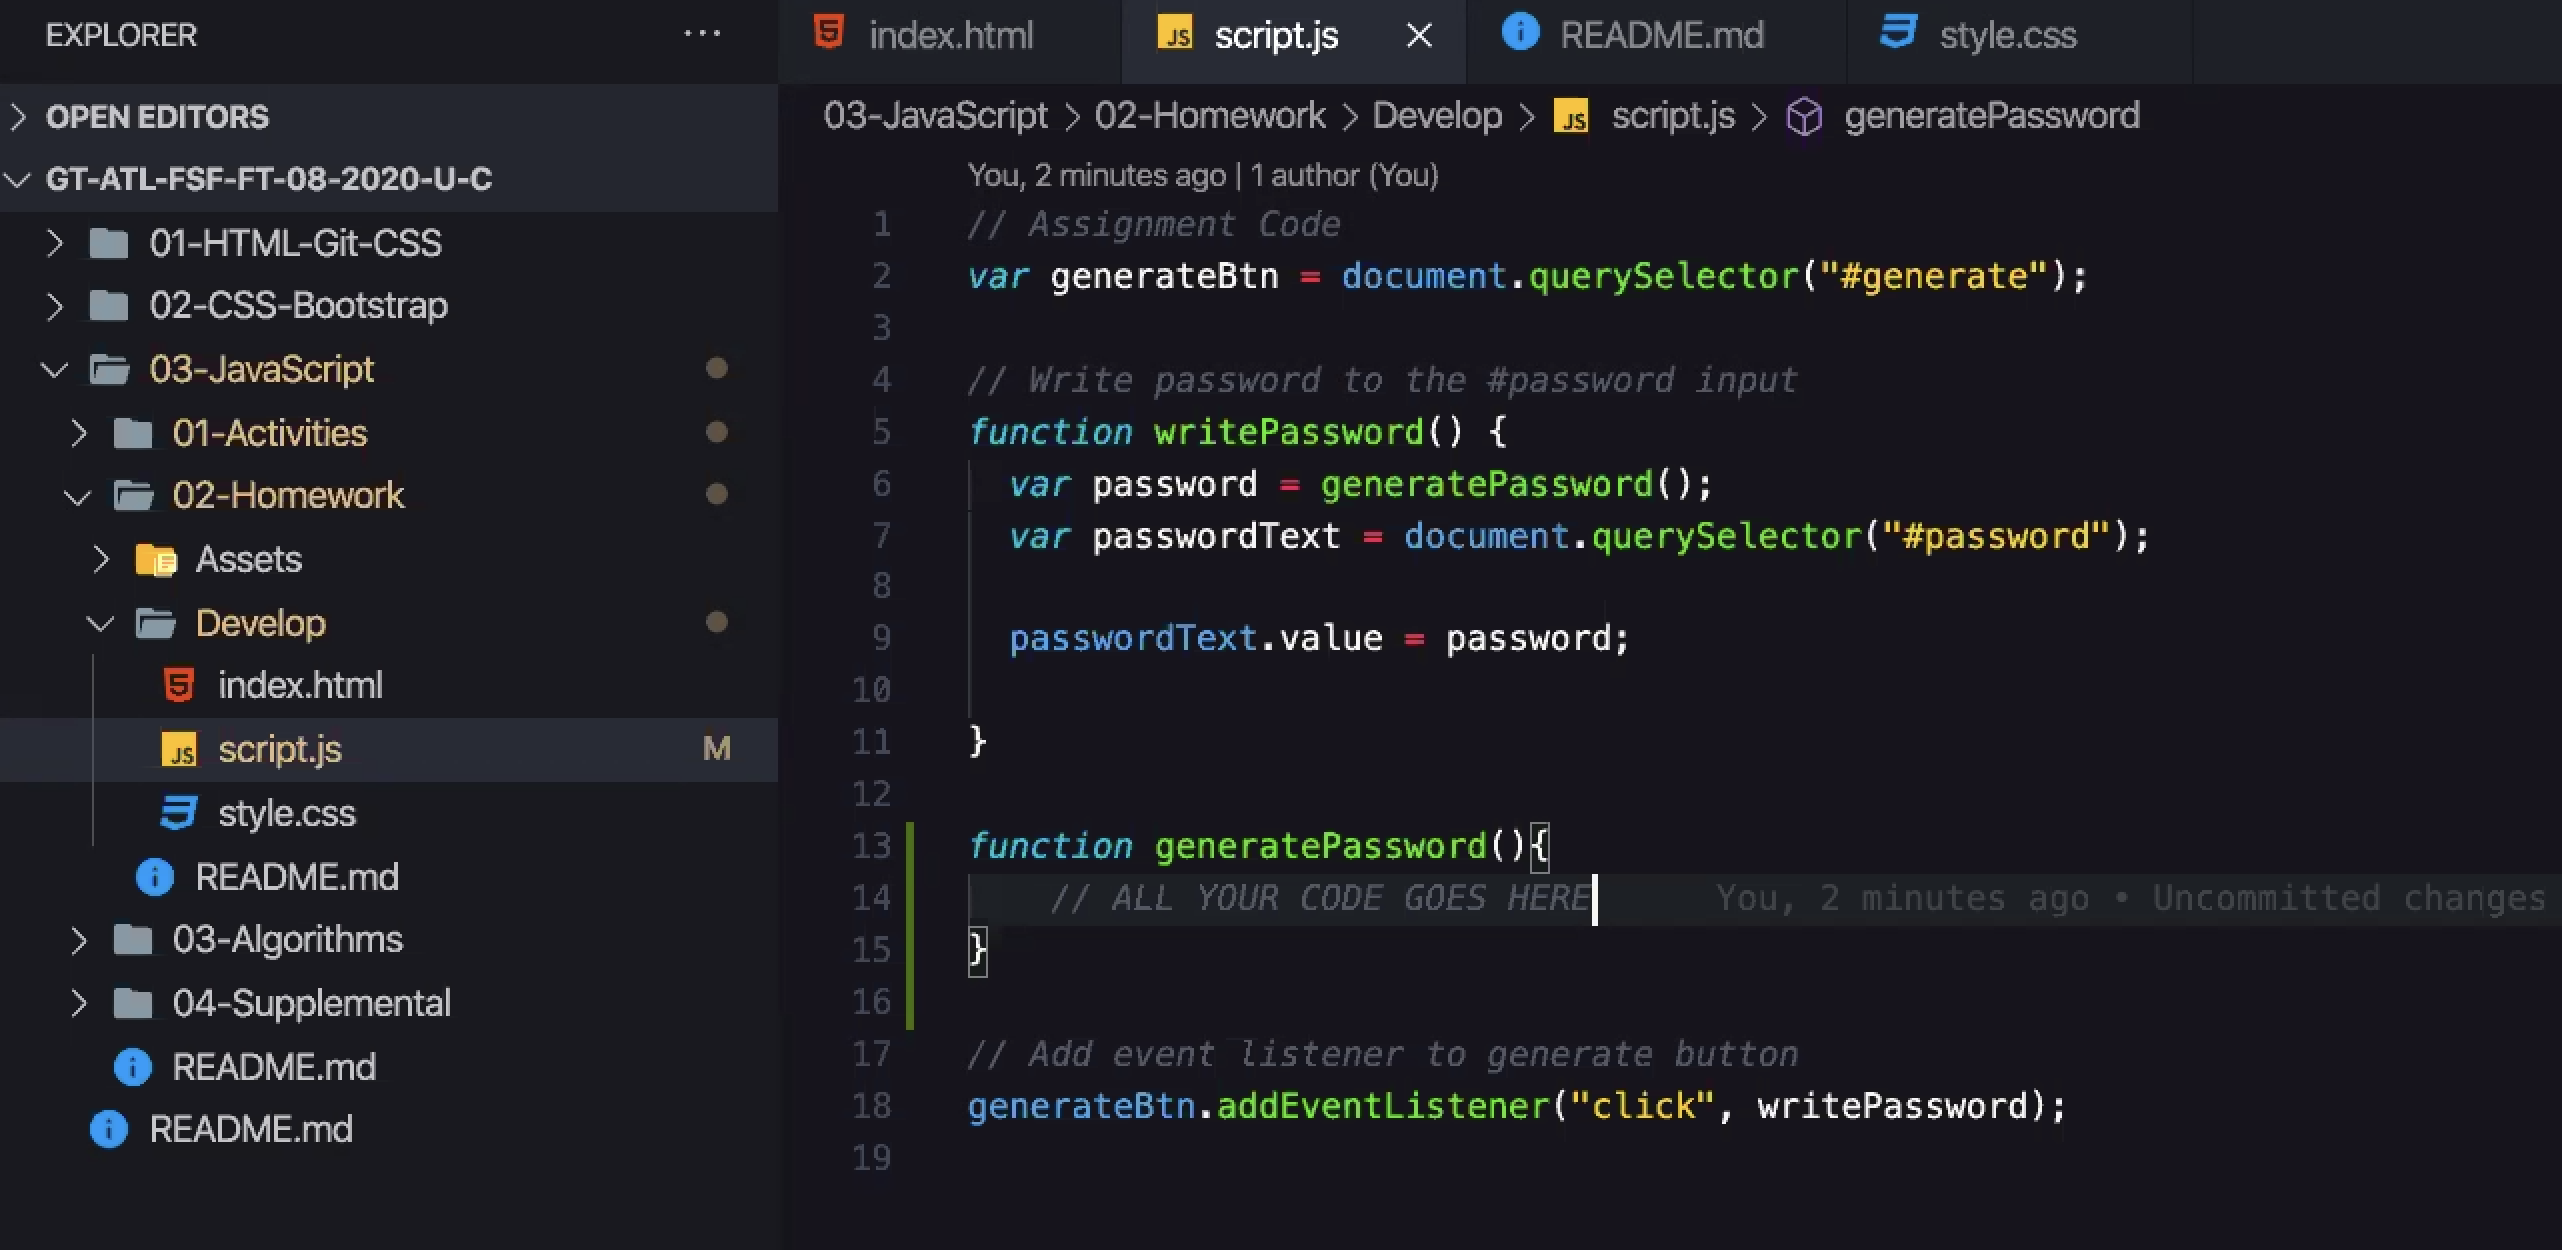 EXPLORER
...
OPEN EDITORS
GT-ATL-FSF-FT-08-2020-U-C
01-HTML-Git-CSS
02-CSS-Bootstrap
03-JavaScript
01-Activities
02-Homework
Assets
Develop
index.html
script.js M
style.css
README.md
03-Algorithms
04-Supplemental
README.md
README.md
index.html JS script.js × README.md style.css
03-JavaScript > 02-Homework > Develop > JS script.js > generatePassword
You, 2 minutes ago | 1 author (You)
1 // Assignment Code
2 var generateBtn = document.querySelector("#generate");
3
4 // Write password to the #password input
5 function writePassword() {
6 var password = generatePassword();
7 var passwordText = document.querySelector("#password");
8
9 passwordText.value = password;
10
11 }
12
13 function generatePassword(){
14 // ALL YOUR CODE GOES HERE You, 2 minutes ago • Uncommitted changes
15 }
16
17 // Add event listener to generate button
18 generateBtn.addEventListener("click", writePassword);
19